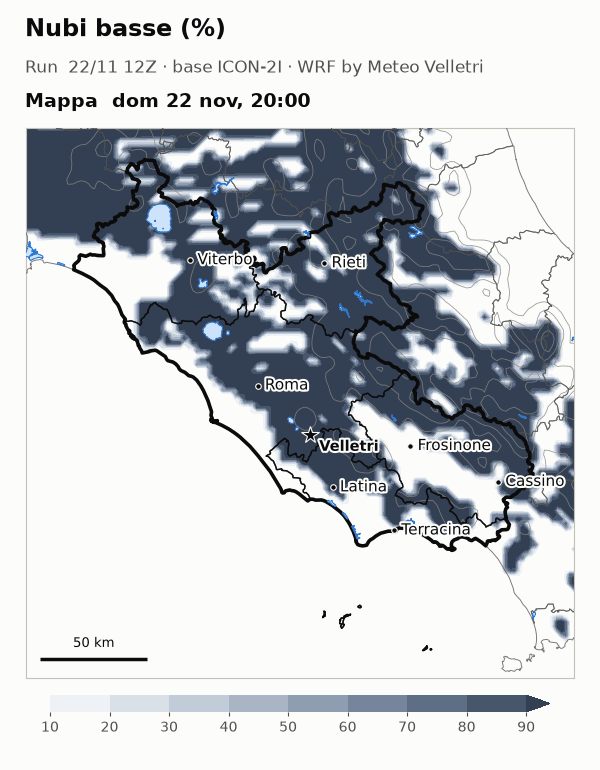 Nubi basse (%)
Run 22/11 12Z · base ICON-2I · WRF by Meteo Velletri
Mappa dom 22 nov, 20:00
Viterbo
Rieti
Roma
Velletri
Frosinone
Latina
Cassino
Terracina
50 km
10 20 30 40 50 60 70 80 90